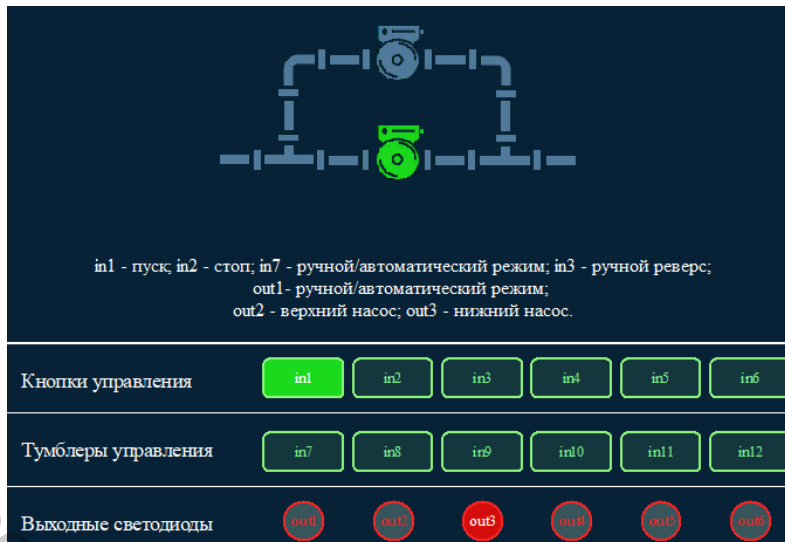 in1 - пуск; in2 - стоп; in7 - ручной/автоматический режим; in3 - ручной реверс;
out1- ручной/автоматический режим;
out2 - верхний насос; out3 - нижний насос.
Кнопки управления in1 in2 in3 in4 in5 in6
Тумблеры управления in7 in8 in9 in10 in11 in12
Выходные светодиоды out1 out2 out3 out4 out5 out6